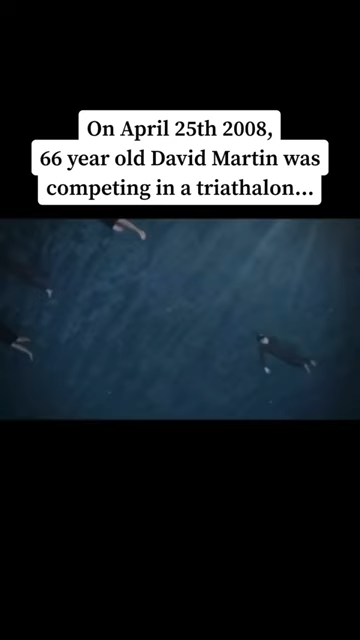 On April 25th 2008,
66 year old David Martin was
competing in a triathalon...